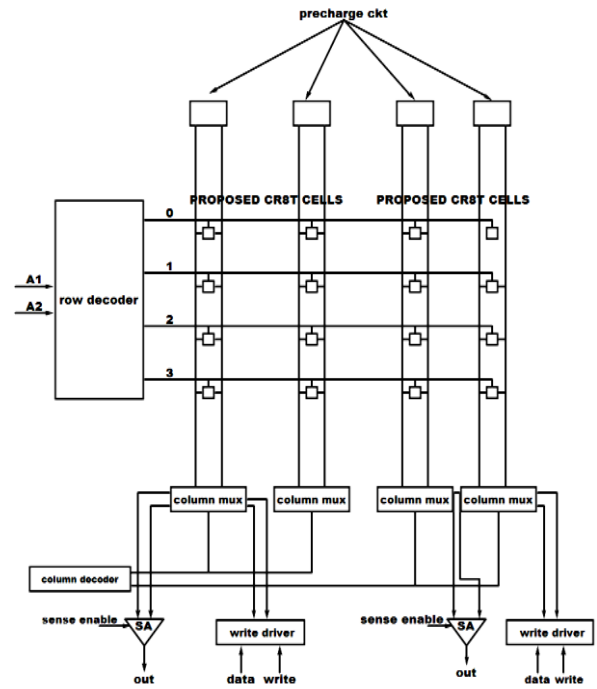 precharge ckt
PROPOSED CR8T CELLS PROPOSED CR8T CELLS
0
A1
1
row decoder
A2
2
3
column mux column mux column mux column mux
column decoder
sense enable SA write driver sense enable SA write driver
out data write out data write